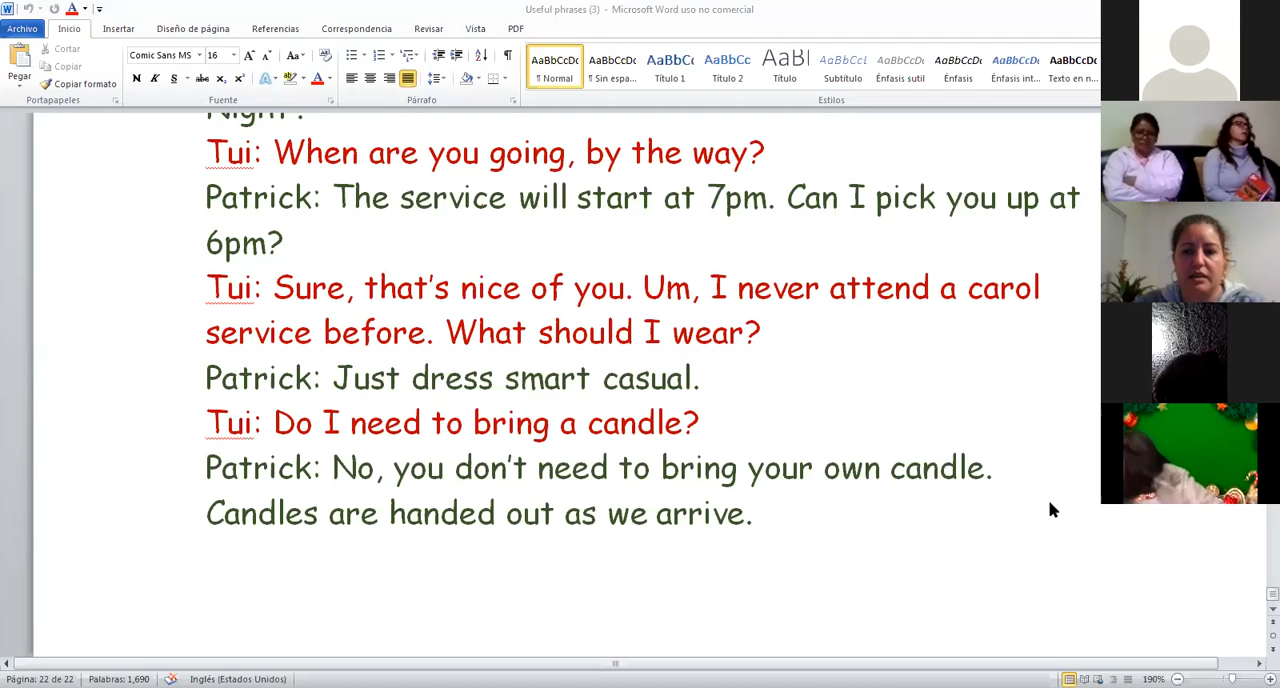 Useful phrases (3) - Microsoft Word uso no comercial
Archivo Inicio Insertar Diseño de página Referencias Correspondencia Revisar Vista PDF
Pegar
Cortar
Copiar
Copiar formato
Portapapeles
Comic Sans MS 16
N K S abc x₂ x²
Fuente
Párrafo
AaBbCcDc AaBbCcDc AaBbC AaBbCc AaBl AaBbCcl AaBbCcDc AaBbCcDc AaBbCcDc AaBbCcDc
¶ Normal ¶ Sin espa... Título 1 Título 2 Título Subtítulo Énfasis sutil Énfasis Énfasis int... Texto en n...
Estilos
Night".
Tui: When are you going, by the way?
Patrick: The service will start at 7pm. Can I pick you up at
6pm?
Tui: Sure, that's nice of you. Um, I never attend a carol
service before. What should I wear?
Patrick: Just dress smart casual.
Tui: Do I need to bring a candle?
Patrick: No, you don't need to bring your own candle.
Candles are handed out as we arrive.
Página: 22 de 22 Palabras: 1,690 Inglés (Estados Unidos) 190%